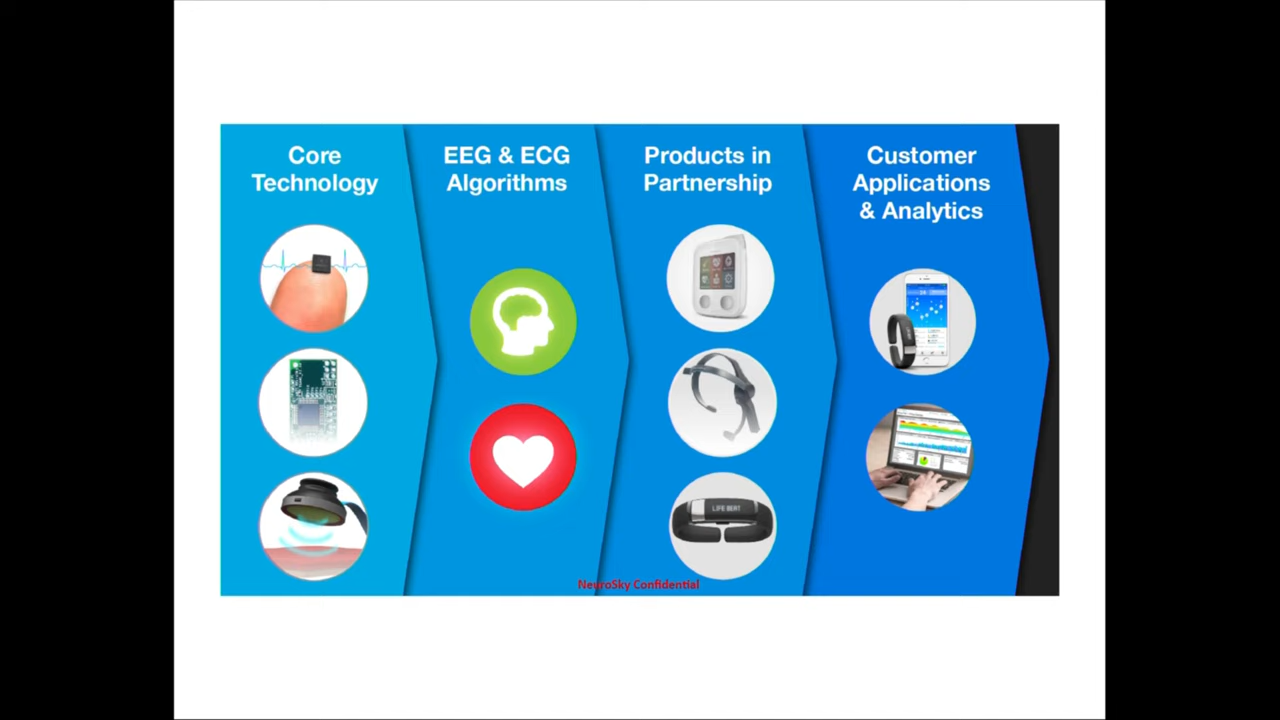 Core
Technology
EEG & ECG
Algorithms
Products in
Partnership
Customer
Applications
& Analytics
LIFE BEAT
NeuroSky Confidential